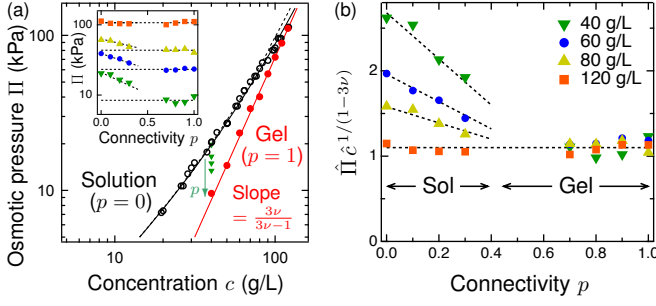 (a)
Osmotic pressure Π (kPa)
100
10
10
100
Concentration c (g/L)
Π (kPa)
100
10
0.0
0.5
1.0
Connectivity p
Solution
(p = 0)
p
Gel
(p = 1)
Slope
= 3ν/(3ν−1)
(b)
Π̂ ĉ^{1/(1−3ν)}
2
1
0
40 g/L
60 g/L
80 g/L
120 g/L
Sol
Gel
0.0 0.2 0.4 0.6 0.8 1.0
Connectivity p